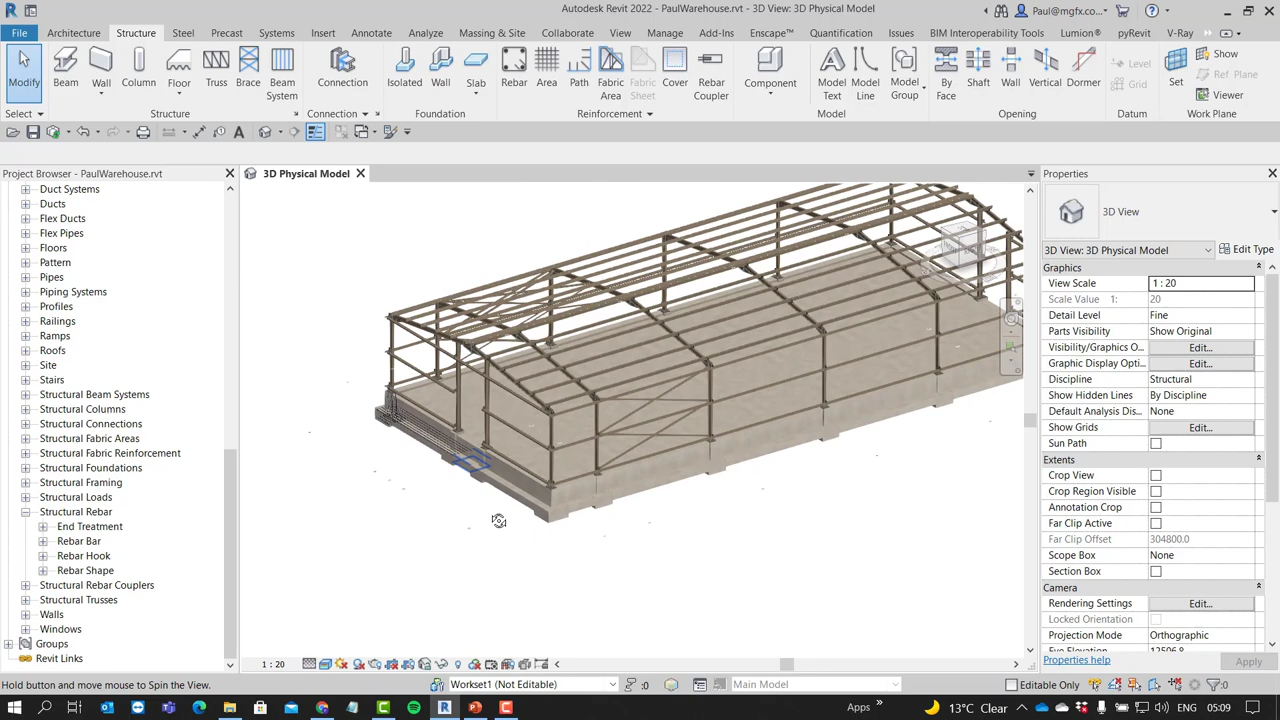 Autodesk Revit 2022 - PaulWarehouse.rvt - 3D View: 3D Physical Model
Paul@mgfx.co...
File Architecture Structure Steel Precast Systems Insert Annotate Analyze Massing & Site Collaborate View Manage Add-Ins Enscape™ Quantification Issues BIM Interoperability Tools Lumion® pyRevit V-Ray
Modify Beam Wall Column Floor Truss Brace Beam System Connection Isolated Wall Slab Rebar Area Path Fabric Area Fabric Sheet Cover Rebar Coupler Component Model Text Model Line Model Group By Face Shaft Wall Vertical Dormer Level Grid Set Show Ref Plane Viewer
Select Structure Connection Foundation Reinforcement Model Opening Datum Work Plane
Project Browser - PaulWarehouse.rvt
Duct Systems
Ducts
Flex Ducts
Flex Pipes
Floors
Pattern
Pipes
Piping Systems
Profiles
Railings
Ramps
Roofs
Site
Stairs
Structural Beam Systems
Structural Columns
Structural Connections
Structural Fabric Areas
Structural Fabric Reinforcement
Structural Foundations
Structural Framing
Structural Loads
Structural Rebar
End Treatment
Rebar Bar
Rebar Hook
Rebar Shape
Structural Rebar Couplers
Structural Trusses
Walls
Windows
Groups
Revit Links
3D Physical Model
Properties
3D View
3D View: 3D Physical Model Edit Type
Graphics
View Scale 1 : 20
Scale Value 1: 20
Detail Level Fine
Parts Visibility Show Original
Visibility/Graphics O... Edit...
Graphic Display Opti... Edit...
Discipline Structural
Show Hidden Lines By Discipline
Default Analysis Dis... None
Show Grids Edit...
Sun Path
Extents
Crop View
Crop Region Visible
Annotation Crop
Far Clip Active
Far Clip Offset 304800.0
Scope Box None
Section Box
Camera
Rendering Settings Edit...
Locked Orientation
Projection Mode Orthographic
Properties help Apply
1 : 20
Hold button and move mouse to Spin the View.
Workset1 (Not Editable)
:0
Main Model
Editable Only
:0
Apps
13°C Clear
ENG
05:09